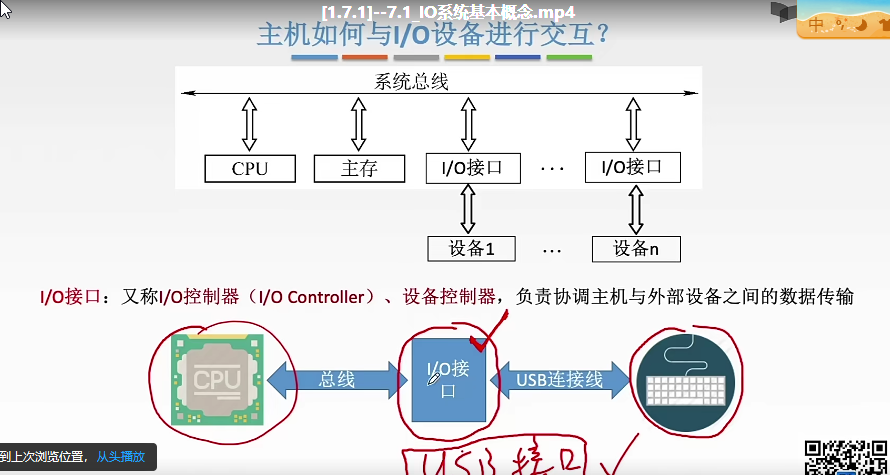 [1.7.1]--7.1_IO系统基本概念.mp4
中
主机如何与I/O设备进行交互？
系统总线
CPU
主存
I/O接口
...
I/O接口
设备1
...
设备n
I/O接口：又称I/O控制器（I/O Controller）、设备控制器，负责协调主机与外部设备之间的数据传输
CPU
总线
I/O接
口
USB连接线
到上次浏览位置，从头播放
USB 接口